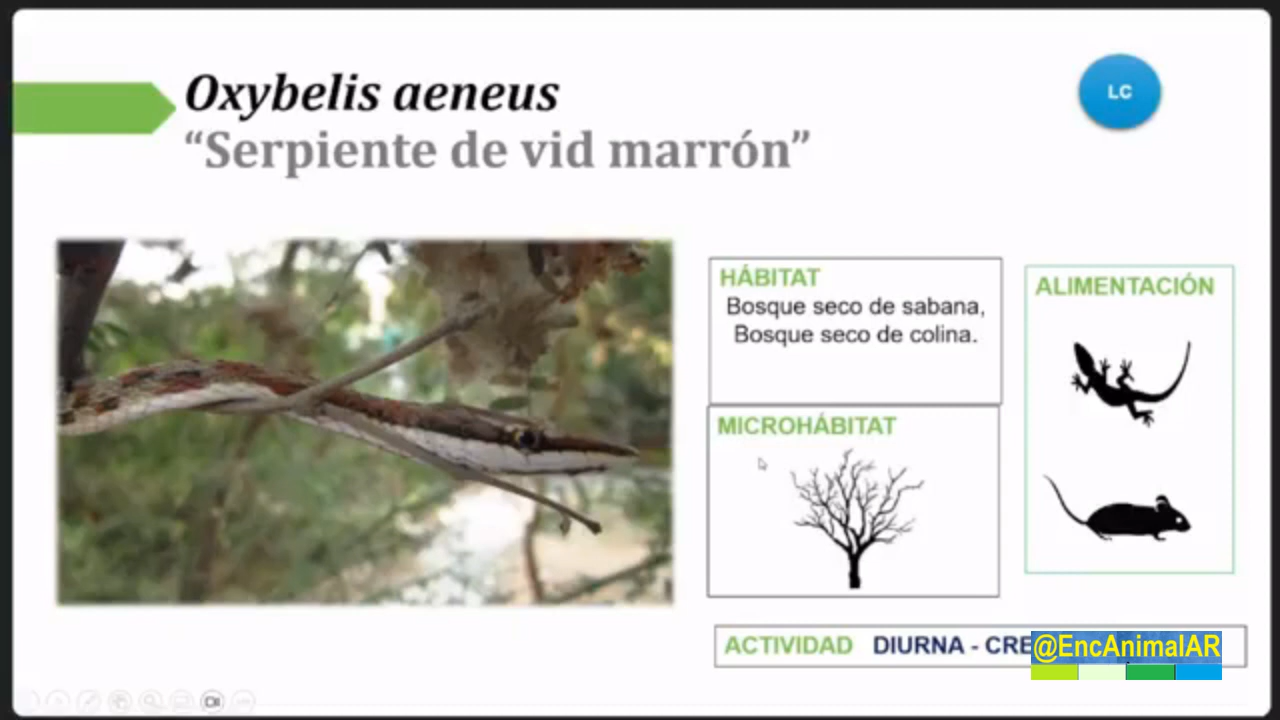 Oxybelis aeneus
“Serpiente de vid marrón”
LC
HÁBITAT
Bosque seco de sabana,
Bosque seco de colina.
MICROHÁBITAT
ALIMENTACIÓN
ACTIVIDAD DIURNA - CRE
@EncAnimalAR